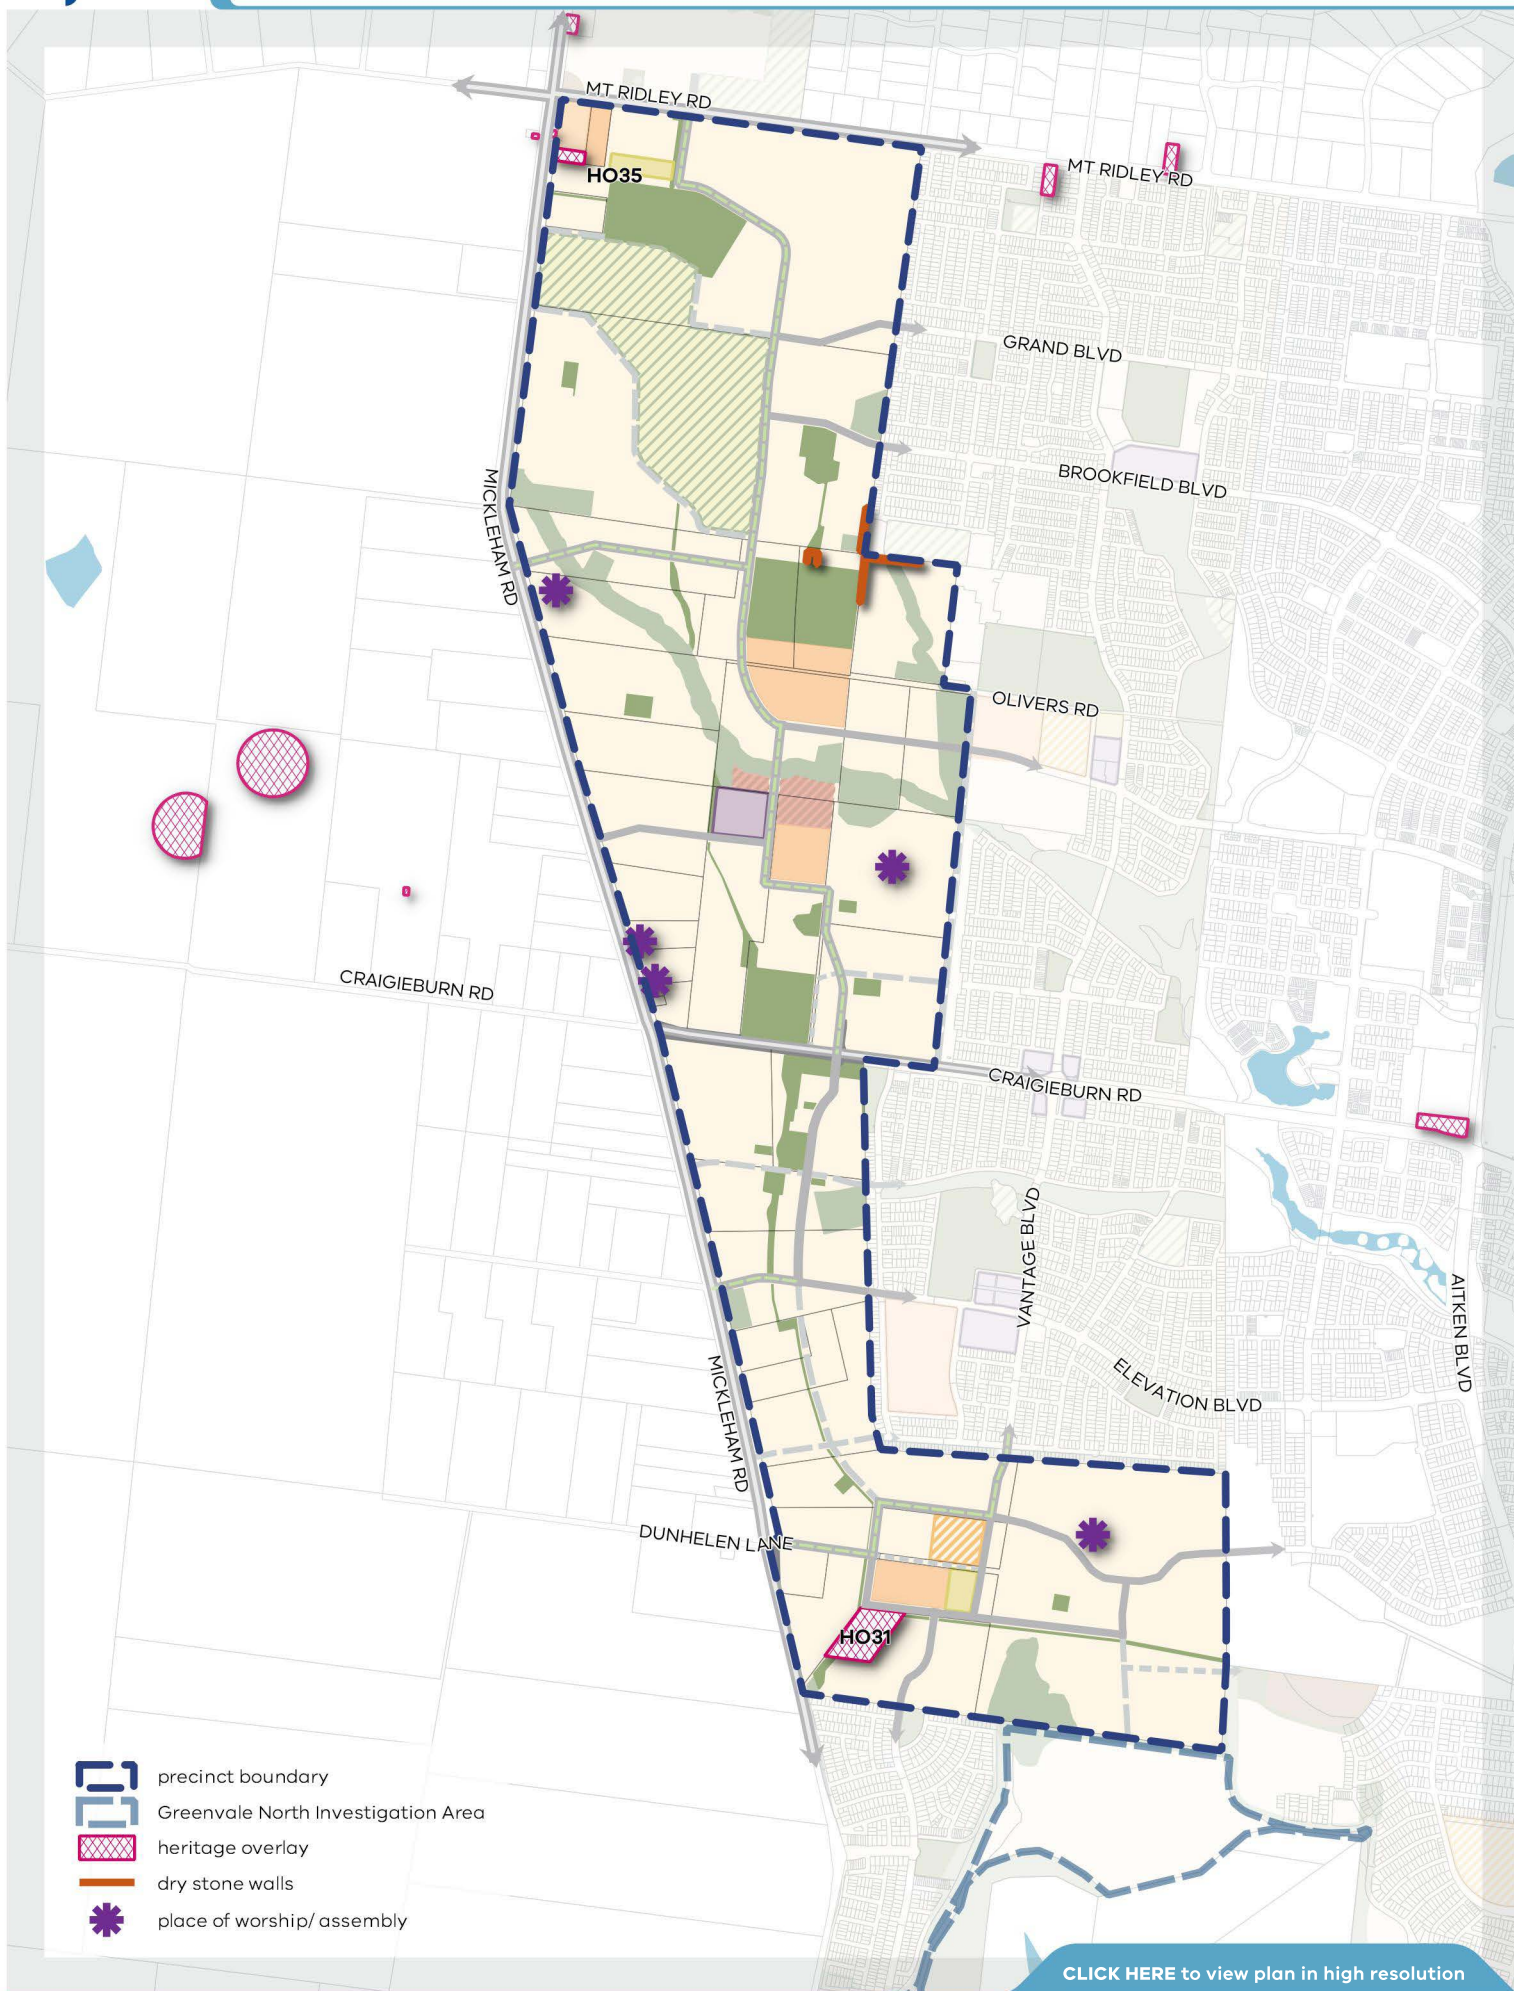 MT RIDLEY RD
MT RIDLEY RD
HO35
GRAND BLVD
BROOKFIELD BLVD
MICKLEHAM RD
OLIVERS RD
CRAIGIEBURN RD
CRAIGIEBURN RD
VANTAGE BLVD
AITKEN BLVD
MICKLEHAM RD
ELEVATION BLVD
DUNHELEN LANE
HO31
precinct boundary
Greenvale North Investigation Area
heritage overlay
dry stone walls
place of worship/ assembly
CLICK HERE to view plan in high resolution